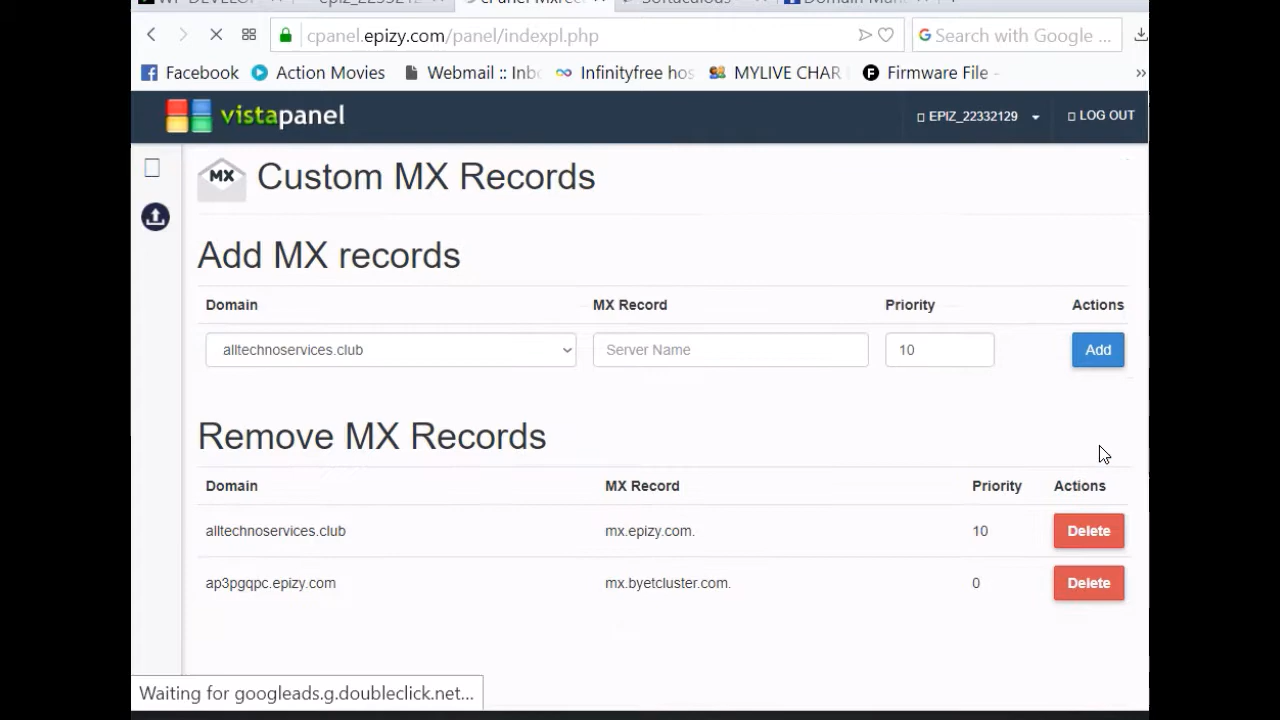 cPanel
Softaculous
cpanel.epizy.com/panel/indexpl.php
Search with Google ...
Facebook
Action Movies
Webmail :: Inb
Infinityfree hos
MYLIVE CHAR
Firmware File -
»
vistapanel
EPIZ_22332129
LOG OUT
MX
Custom MX Records
Add MX records
Domain MX Record Priority Actions
alltechnoservices.club Server Name 10 Add
Remove MX Records
Domain MX Record Priority Actions
alltechnoservices.club mx.epizy.com. 10 Delete
ap3pgqpc.epizy.com mx.byetcluster.com. 0 Delete
Waiting for googleads.g.doubleclick.net...